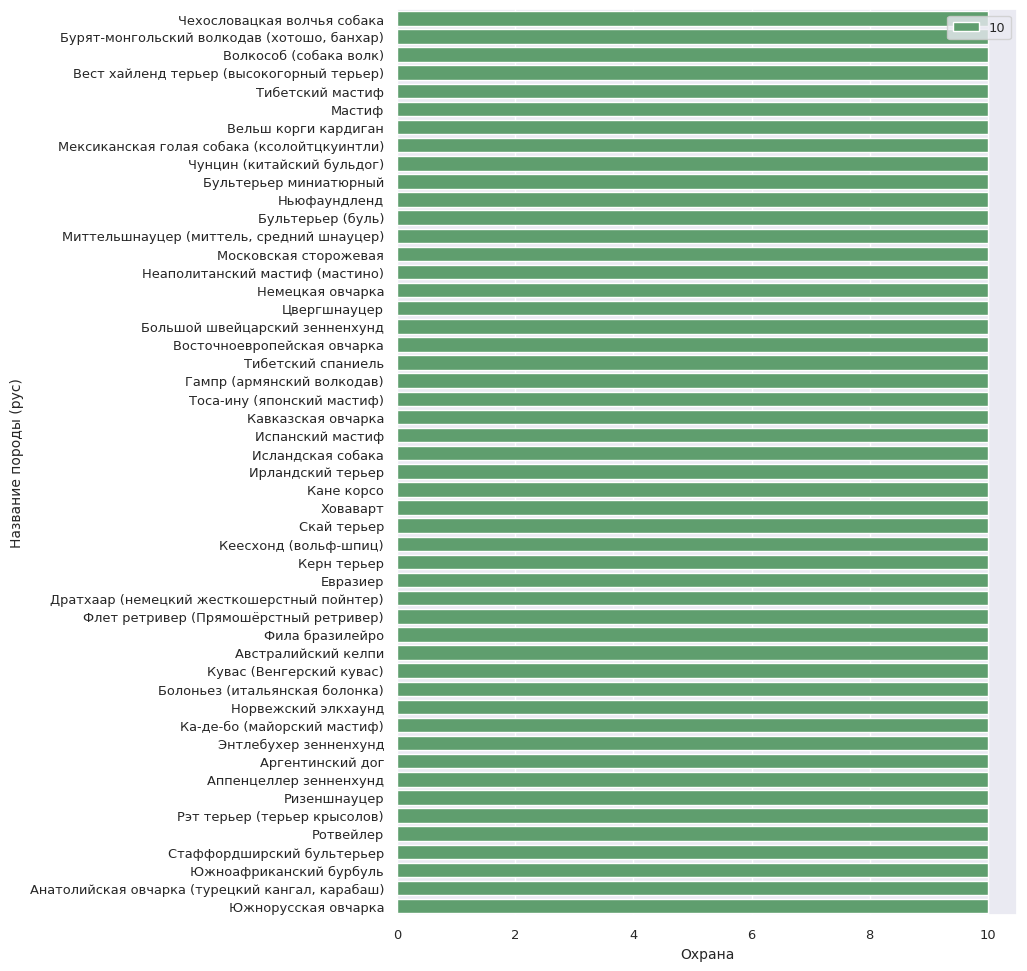 Чехословацкая волчья собака
Бурят-монгольский волкодав (хотошо, банхар)
Волкособ (собака волк)
Вест хайленд терьер (высокогорный терьер)
Тибетский мастиф
Мастиф
Вельш корги кардиган
Мексиканская голая собака (ксолойтцкуинтли)
Чунцин (китайский бульдог)
Бультерьер миниатюрный
Ньюфаундленд
Бультерьер (буль)
Миттельшнауцер (миттель, средний шнауцер)
Московская сторожевая
Неаполитанский мастиф (мастино)
Немецкая овчарка
Цвергшнауцер
Большой швейцарский зенненхунд
Восточноевропейская овчарка
Тибетский спаниель
Гампр (армянский волкодав)
Тоса-ину (японский мастиф)
Кавказская овчарка
Испанский мастиф
Исландская собака
Ирландский терьер
Кане корсо
Ховаварт
Скай терьер
Кеесхонд (вольф-шпиц)
Керн терьер
Евразиер
Дратхаар (немецкий жесткошерстный пойнтер)
Флет ретривер (Прямошёрстный ретривер)
Фила бразилейро
Австралийский келпи
Кувас (Венгерский кувас)
Болоньез (итальянская болонка)
Норвежский элкхаунд
Ка-де-бо (майорский мастиф)
Энтлебухер зенненхунд
Аргентинский дог
Аппенцеллер зенненхунд
Ризеншнауцер
Рэт терьер (терьер крысолов)
Ротвейлер
Стаффордширский бультерьер
Южноафриканский бурбуль
Анатолийская овчарка (турецкий кангал, карабаш)
Южнорусская овчарка
Название породы (рус)
10
0 2 4 6 8 10
Охрана